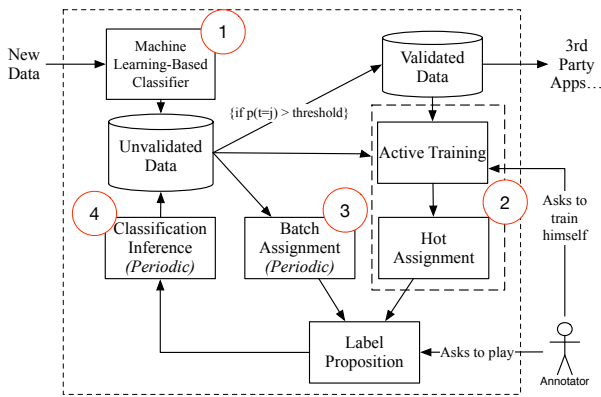 New
Data
Machine
Learning-Based
Classifier
1
Validated
Data
3rd
Party
Apps…
{if p(t=j) > threshold}
Unvalidated
Data
Active Training
4
Classification
Inference
(Periodic)
3
Batch
Assignment
(Periodic)
2
Hot
Assignment
Asks to
train
himself
Label
Proposition
Asks to play
Annotator